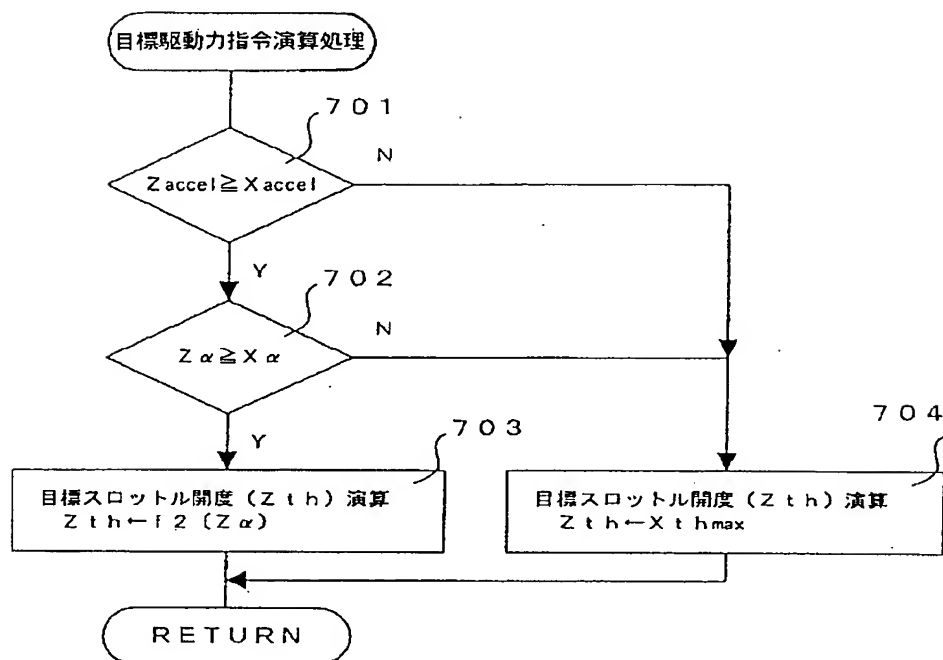 目標駆動力指令演算処理
701
Zaccel≧Xaccel
N
Y
702
Zα≧Xα
N
Y
703
目標スロットル開度（Zth）演算
Zth←f2（Zα）
704
目標スロットル開度（Zth）演算
Zth←Xthmax
RETURN